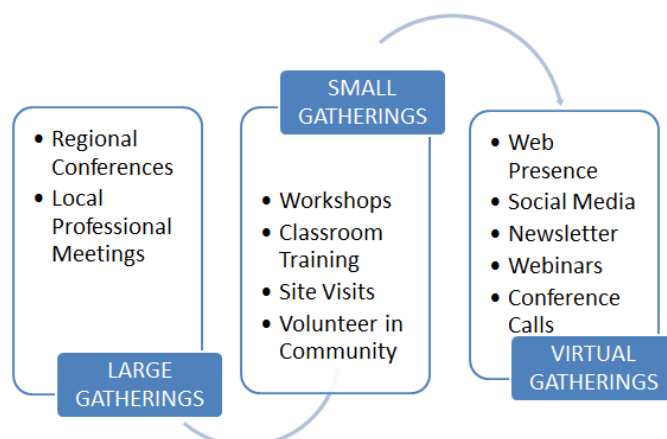 • Regional
Conferences
• Local
Professional
Meetings
LARGE
GATHERINGS
SMALL
GATHERINGS
• Workshops
• Classroom
Training
• Site Visits
• Volunteer in
Community
• Web
Presence
• Social Media
• Newsletter
• Webinars
• Conference
Calls
VIRTUAL
GATHERINGS